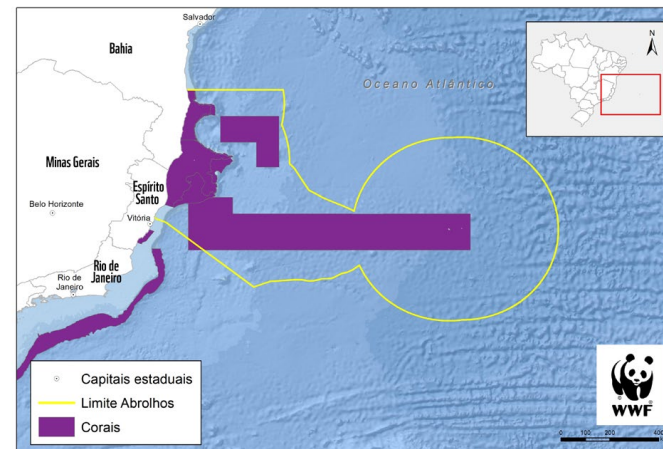 Salvador
Bahia
Oceano Atlântico
N
Minas Gerais
Belo Horizonte
Espírito
Santo
Vitória
Rio de
Janeiro
Rio de
Janeiro
Capitais estaduais
Limite Abrolhos
Corais
WWF
0 100 200 400